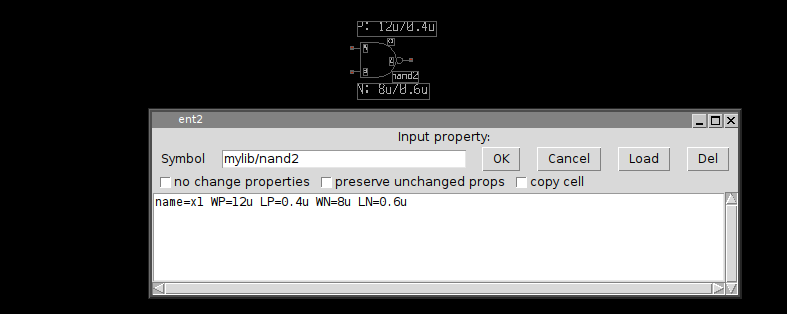 P: 12u/0.4u
x1
A
Z
B
nand2
N: 8u/0.6u
ent2
Input property:
Symbol mylib/nand2 OK Cancel Load Del
no change properties preserve unchanged props copy cell
name=x1 WP=12u LP=0.4u WN=8u LN=0.6u